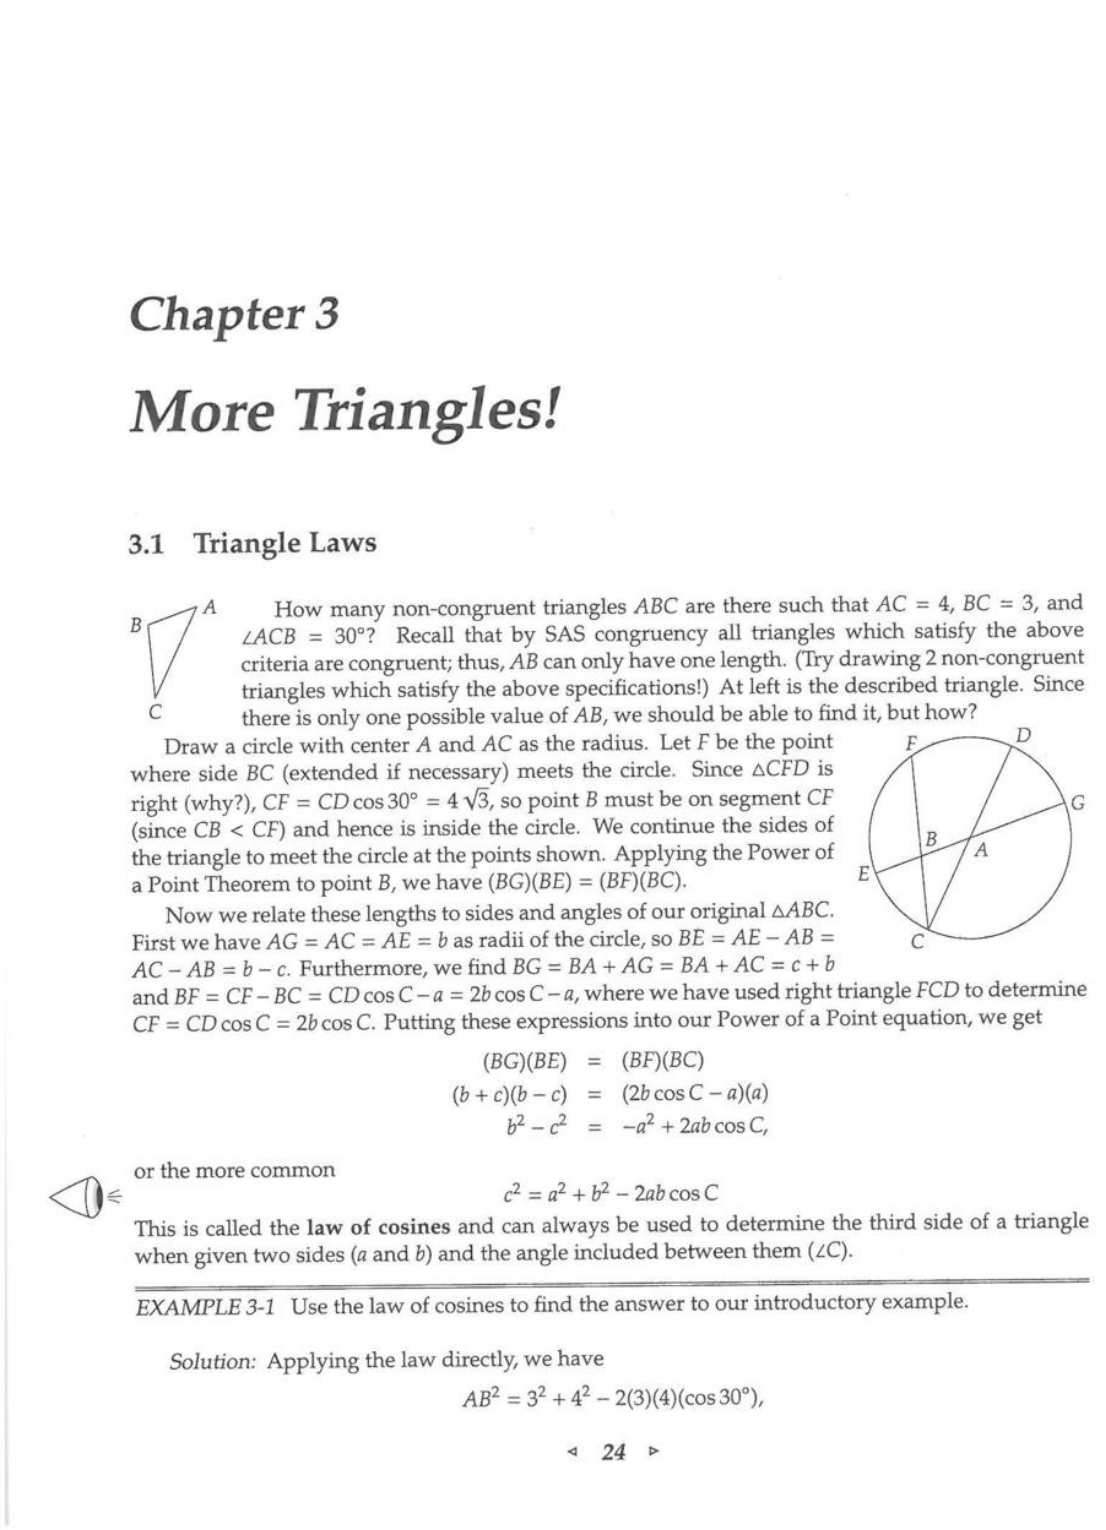 Chapter 3
More Triangles!
3.1 Triangle Laws
B
A
C
How many non-congruent triangles ABC are there such that AC = 4, BC = 3, and
∠ACB = 30°? Recall that by SAS congruency all triangles which satisfy the above
criteria are congruent; thus, AB can only have one length. (Try drawing 2 non-congruent
triangles which satisfy the above specifications!) At left is the described triangle. Since
there is only one possible value of AB, we should be able to find it, but how?
Draw a circle with center A and AC as the radius. Let F be the point
where side BC (extended if necessary) meets the circle. Since △CFD is
right (why?), CF = CD cos 30° = 4√3, so point B must be on segment CF
(since CB < CF) and hence is inside the circle. We continue the sides of
the triangle to meet the circle at the points shown. Applying the Power of
a Point Theorem to point B, we have (BG)(BE) = (BF)(BC).
F
D
G
B
A
E
C
Now we relate these lengths to sides and angles of our original △ABC.
First we have AG = AC = AE = b as radii of the circle, so BE = AE − AB =
AC − AB = b − c. Furthermore, we find BG = BA + AG = BA + AC = c + b
and BF = CF − BC = CD cos C − a = 2b cos C − a, where we have used right triangle FCD to determine
CF = CD cos C = 2b cos C. Putting these expressions into our Power of a Point equation, we get
(BG)(BE) = (BF)(BC)
(b + c)(b − c) = (2b cos C − a)(a)
b² − c² = −a² + 2ab cos C,
or the more common
c² = a² + b² − 2ab cos C
This is called the law of cosines and can always be used to determine the third side of a triangle
when given two sides (a and b) and the angle included between them (∠C).
EXAMPLE 3-1 Use the law of cosines to find the answer to our introductory example.
Solution: Applying the law directly, we have
AB² = 3² + 4² − 2(3)(4)(cos 30°),
◁ 24 ▷